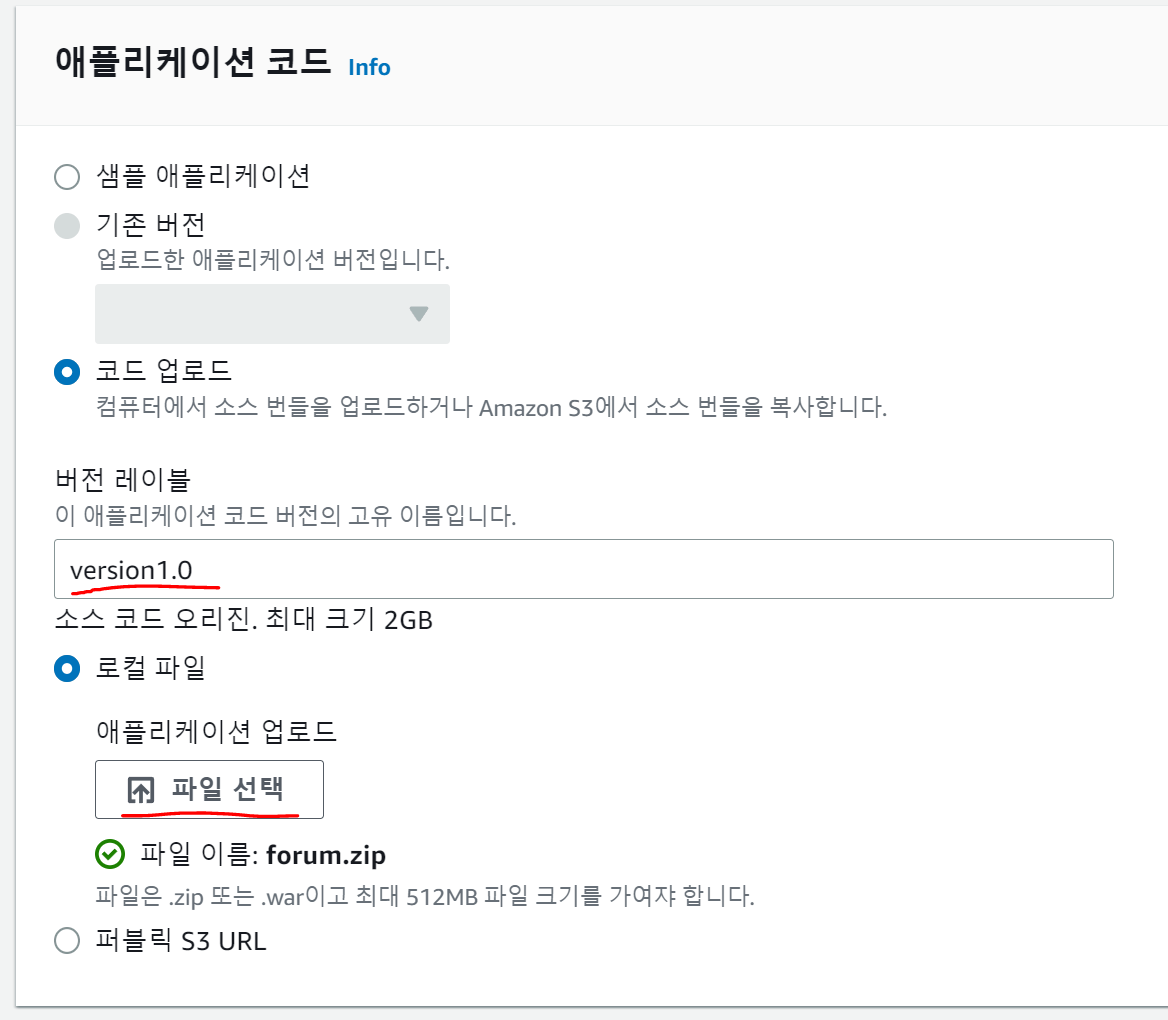 애플리케이션 코드 Info
샘플 애플리케이션
기존 버전
업로드한 애플리케이션 버전입니다.
코드 업로드
컴퓨터에서 소스 번들을 업로드하거나 Amazon S3에서 소스 번들을 복사합니다.
버전 레이블
이 애플리케이션 코드 버전의 고유 이름입니다.
version1.0
소스 코드 오리진. 최대 크기 2GB
로컬 파일
애플리케이션 업로드
파일 선택
파일 이름: forum.zip
파일은 .zip 또는 .war이고 최대 512MB 파일 크기를 가여쟈 합니다.
퍼블릭 S3 URL